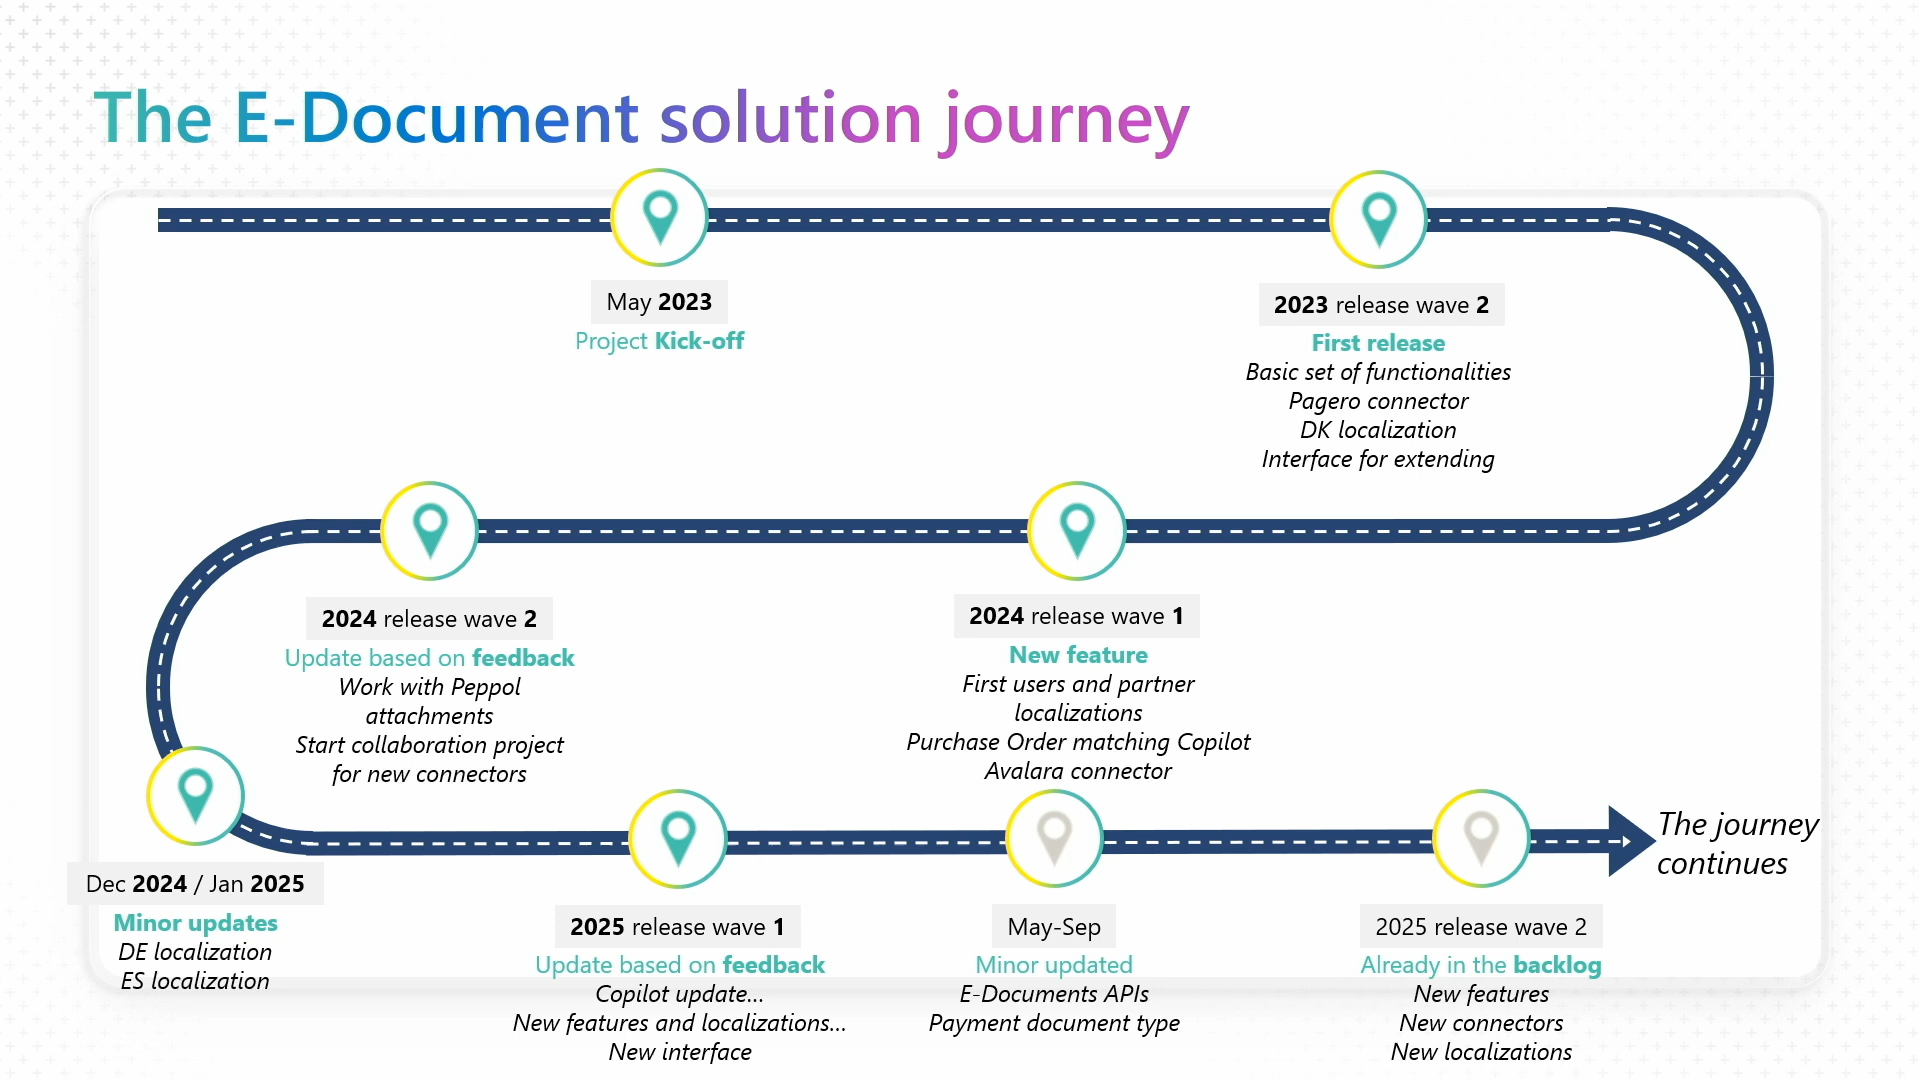 The E-Document solution journey
May 2023
Project Kick-off
2023 release wave 2
First release
Basic set of functionalities
Pagero connector
DK localization
Interface for extending
2024 release wave 1
New feature
First users and partner
localizations
Purchase Order matching Copilot
Avalara connector
2024 release wave 2
Update based on feedback
Work with Peppol
attachments
Start collaboration project
for new connectors
Dec 2024 / Jan 2025
Minor updates
DE localization
ES localization
2025 release wave 1
Update based on feedback
Copilot update...
New features and localizations...
New interface
May-Sep
Minor updated
E-Documents APIs
Payment document type
2025 release wave 2
Already in the backlog
New features
New connectors
New localizations
The journey
continues